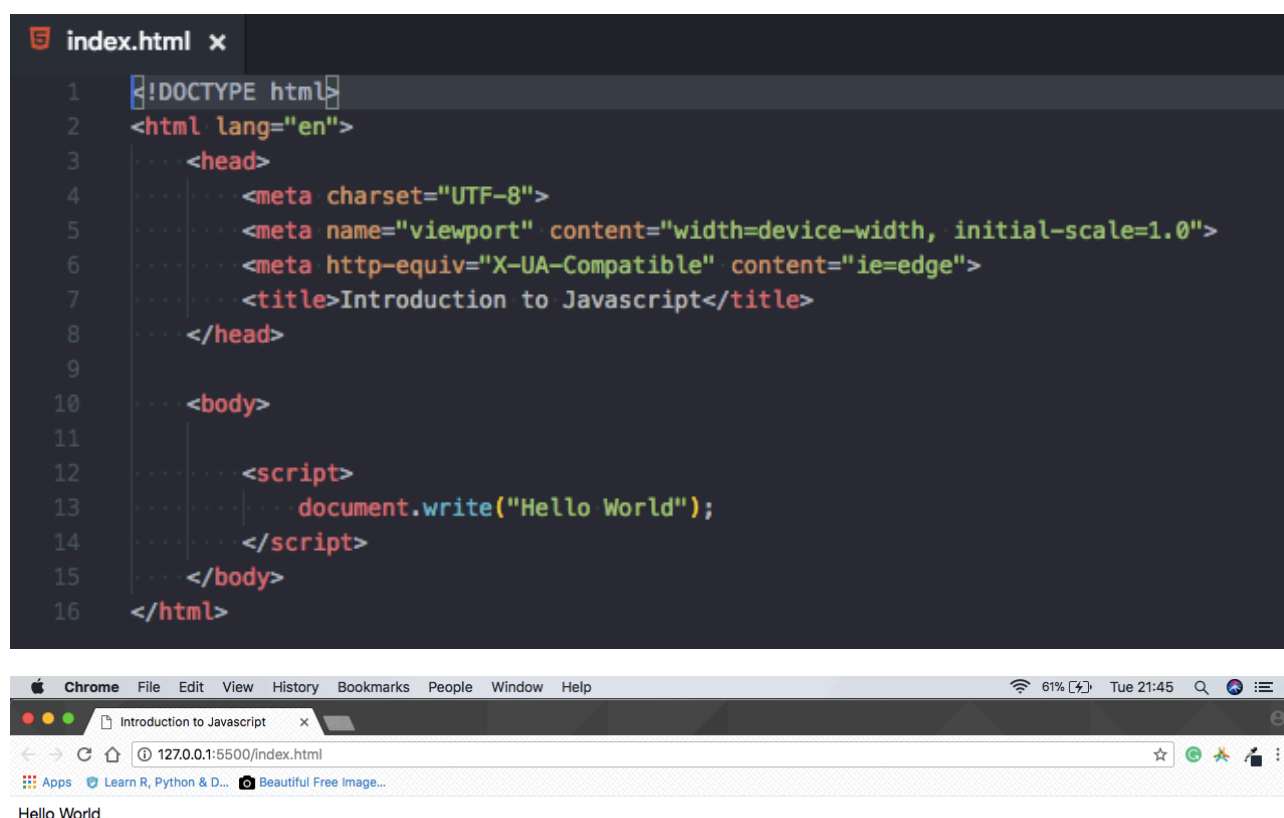 index.html ×
1 <!DOCTYPE html>
2 <html lang="en">
3 <head>
4 <meta charset="UTF-8">
5 <meta name="viewport" content="width=device-width, initial-scale=1.0">
6 <meta http-equiv="X-UA-Compatible" content="ie=edge">
7 <title>Introduction to Javascript</title>
8 </head>
9
10 <body>
11
12 <script>
13 document.write("Hello World");
14 </script>
15 </body>
16 </html>
Chrome File Edit View History Bookmarks People Window Help 61% Tue 21:45
Introduction to Javascript ×
127.0.0.1:5500/index.html
Apps Learn R, Python & D... Beautiful Free Image...
Hello World